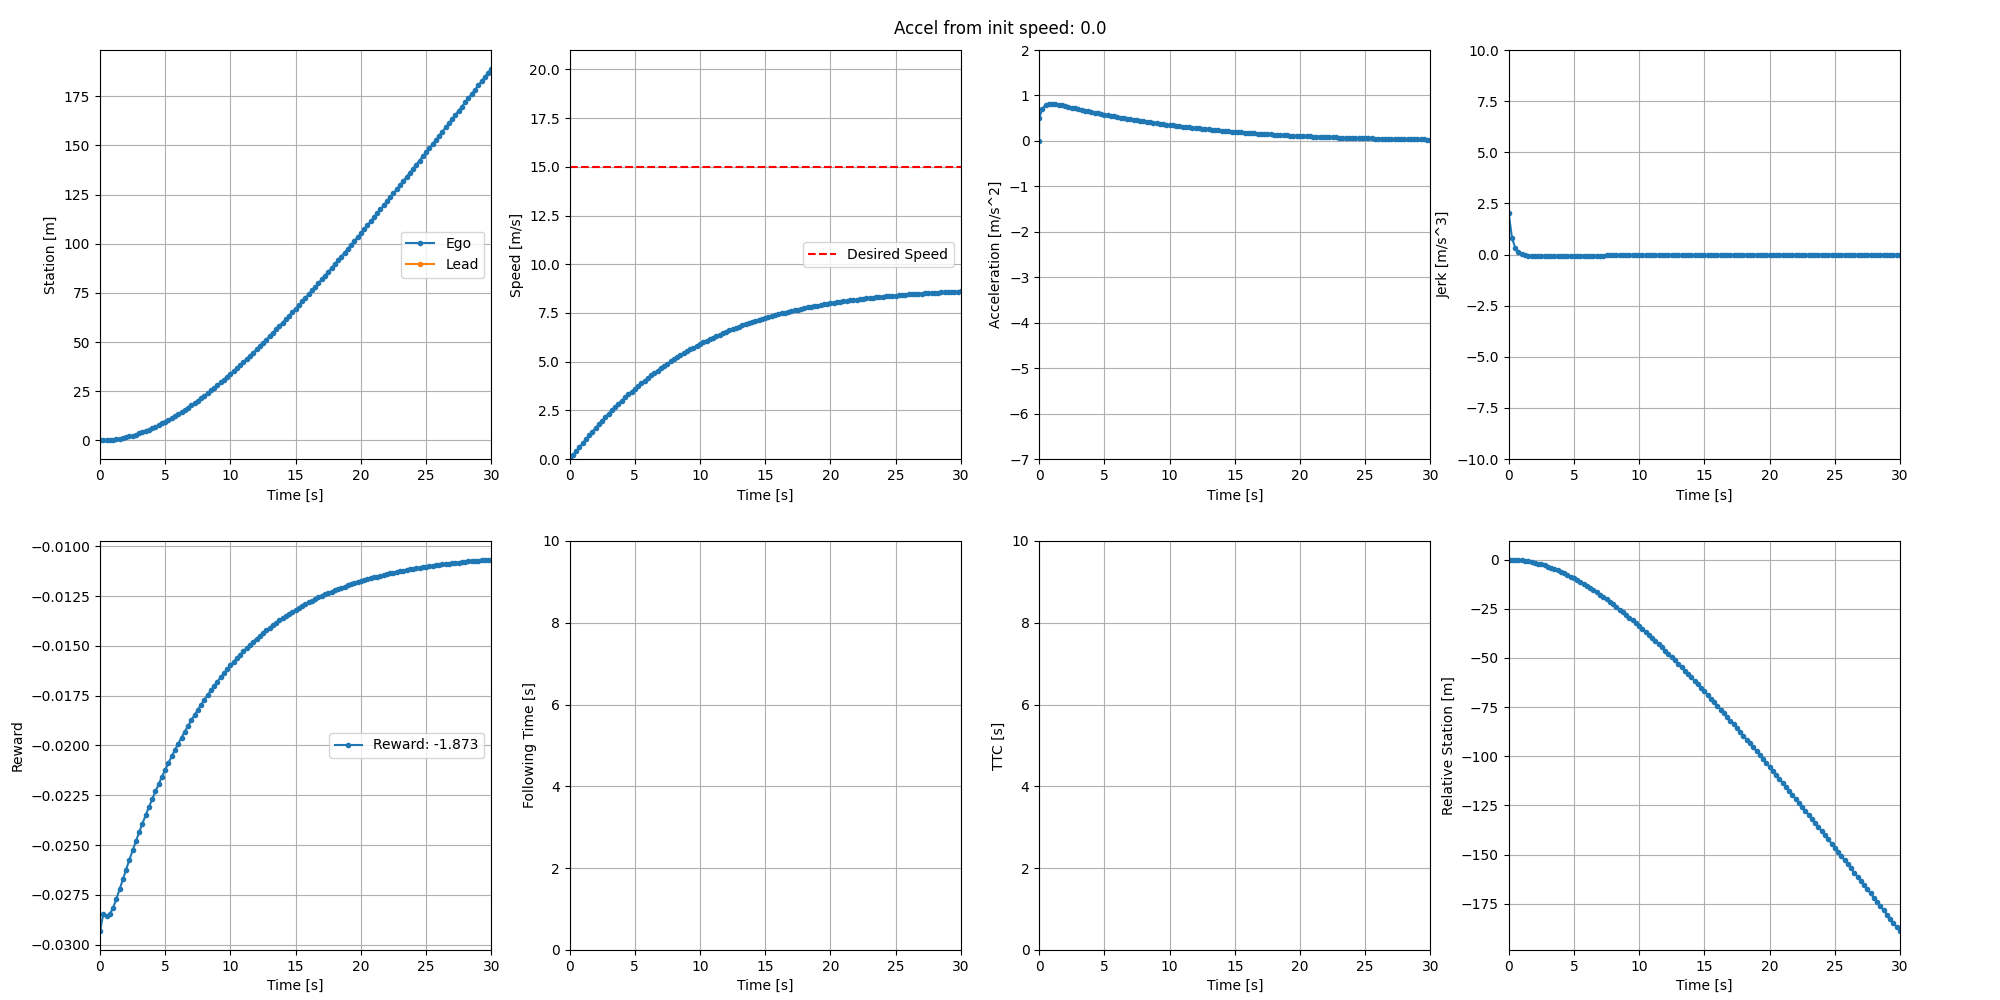 Accel from init speed: 0.0
Station [m]
175
150
125
100
75
50
25
0
Ego
Lead
0 5 10 15 20 25 30
Time [s]
Speed [m/s]
20.0
17.5
15.0
12.5
10.0
7.5
5.0
2.5
0.0
Desired Speed
0 5 10 15 20 25 30
Time [s]
Acceleration [m/s^2]
2
1
0
−1
−2
−3
−4
−5
−6
−7
0 5 10 15 20 25 30
Time [s]
Jerk [m/s^3]
10.0
7.5
5.0
2.5
0.0
−2.5
−5.0
−7.5
−10.0
0 5 10 15 20 25 30
Time [s]
Reward
−0.0100
−0.0125
−0.0150
−0.0175
−0.0200
−0.0225
−0.0250
−0.0275
−0.0300
Reward: -1.873
0 5 10 15 20 25 30
Time [s]
Following Time [s]
10
8
6
4
2
0
0 5 10 15 20 25 30
Time [s]
TTC [s]
10
8
6
4
2
0
0 5 10 15 20 25 30
Time [s]
Relative Station [m]
0
−25
−50
−75
−100
−125
−150
−175
0 5 10 15 20 25 30
Time [s]